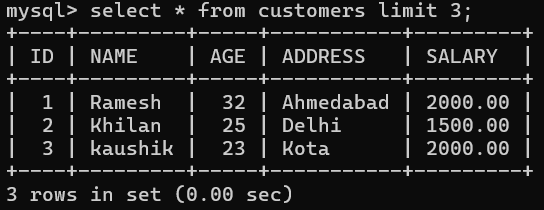 mysql> select * from customers limit 3;
+----+---------+-----+-----------+---------+
| ID | NAME    | AGE | ADDRESS   | SALARY  |
+----+---------+-----+-----------+---------+
|  1 | Ramesh  |  32 | Ahmedabad | 2000.00 |
|  2 | Khilan  |  25 | Delhi     | 1500.00 |
|  3 | kaushik |  23 | Kota      | 2000.00 |
+----+---------+-----+-----------+---------+
3 rows in set (0.00 sec)